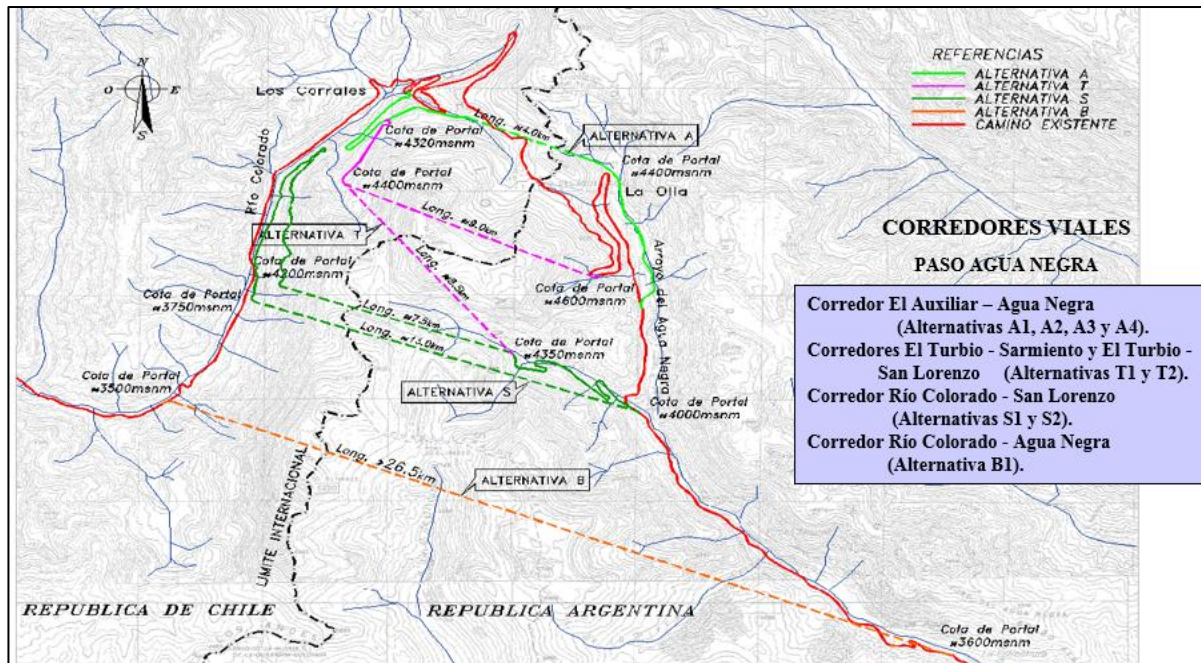 N
O
E
S
REFERENCIAS
ALTERNATIVA A
ALTERNATIVA T
ALTERNATIVA S
ALTERNATIVA B
CAMINO EXISTENTE
Los Corrales
Long. ≈4.0km
ALTERNATIVA A
Cota de Portal
≈4320msnm
Cota de Portal
≈4400msnm
La Olla
Río Colorado
Cota de Portal
≈4400msnm
Long. ≈9.0km
ALTERNATIVA T
Long.
Arroyo del Agua Negra
Cota de Portal
≈4200msnm
Cota de Portal
≈4600msnm
Cota de Portal
≈3750msnm
Long. ≈7.5km
Long. ≈13.0km
Cota de Portal
≈4350msnm
ALTERNATIVA S
Cota de Portal
≈3500msnm
Cota de Portal
≈4000msnm
Long. >26.5km
ALTERNATIVA B
LIMITE INTERNACIONAL
REPUBLICA DE CHILE
REPUBLICA ARGENTINA
Cota de Portal
≈3600msnm
CORREDORES VIALES
PASO AGUA NEGRA
Corredor El Auxiliar – Agua Negra
(Alternativas A1, A2, A3 y A4).
Corredores El Turbio - Sarmiento y El Turbio -
San Lorenzo (Alternativas T1 y T2).
Corredor Río Colorado - San Lorenzo
(Alternativas S1 y S2).
Corredor Río Colorado - Agua Negra
(Alternativa B1).